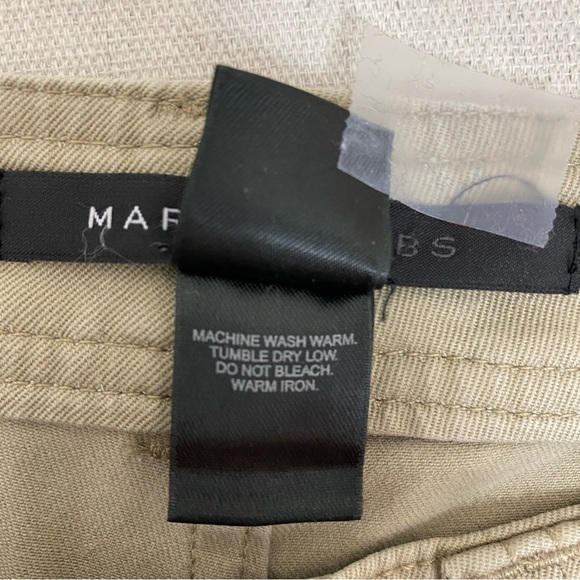 MAR BS
MACHINE WASH WARM.
TUMBLE DRY LOW.
DO NOT BLEACH.
WARM IRON.